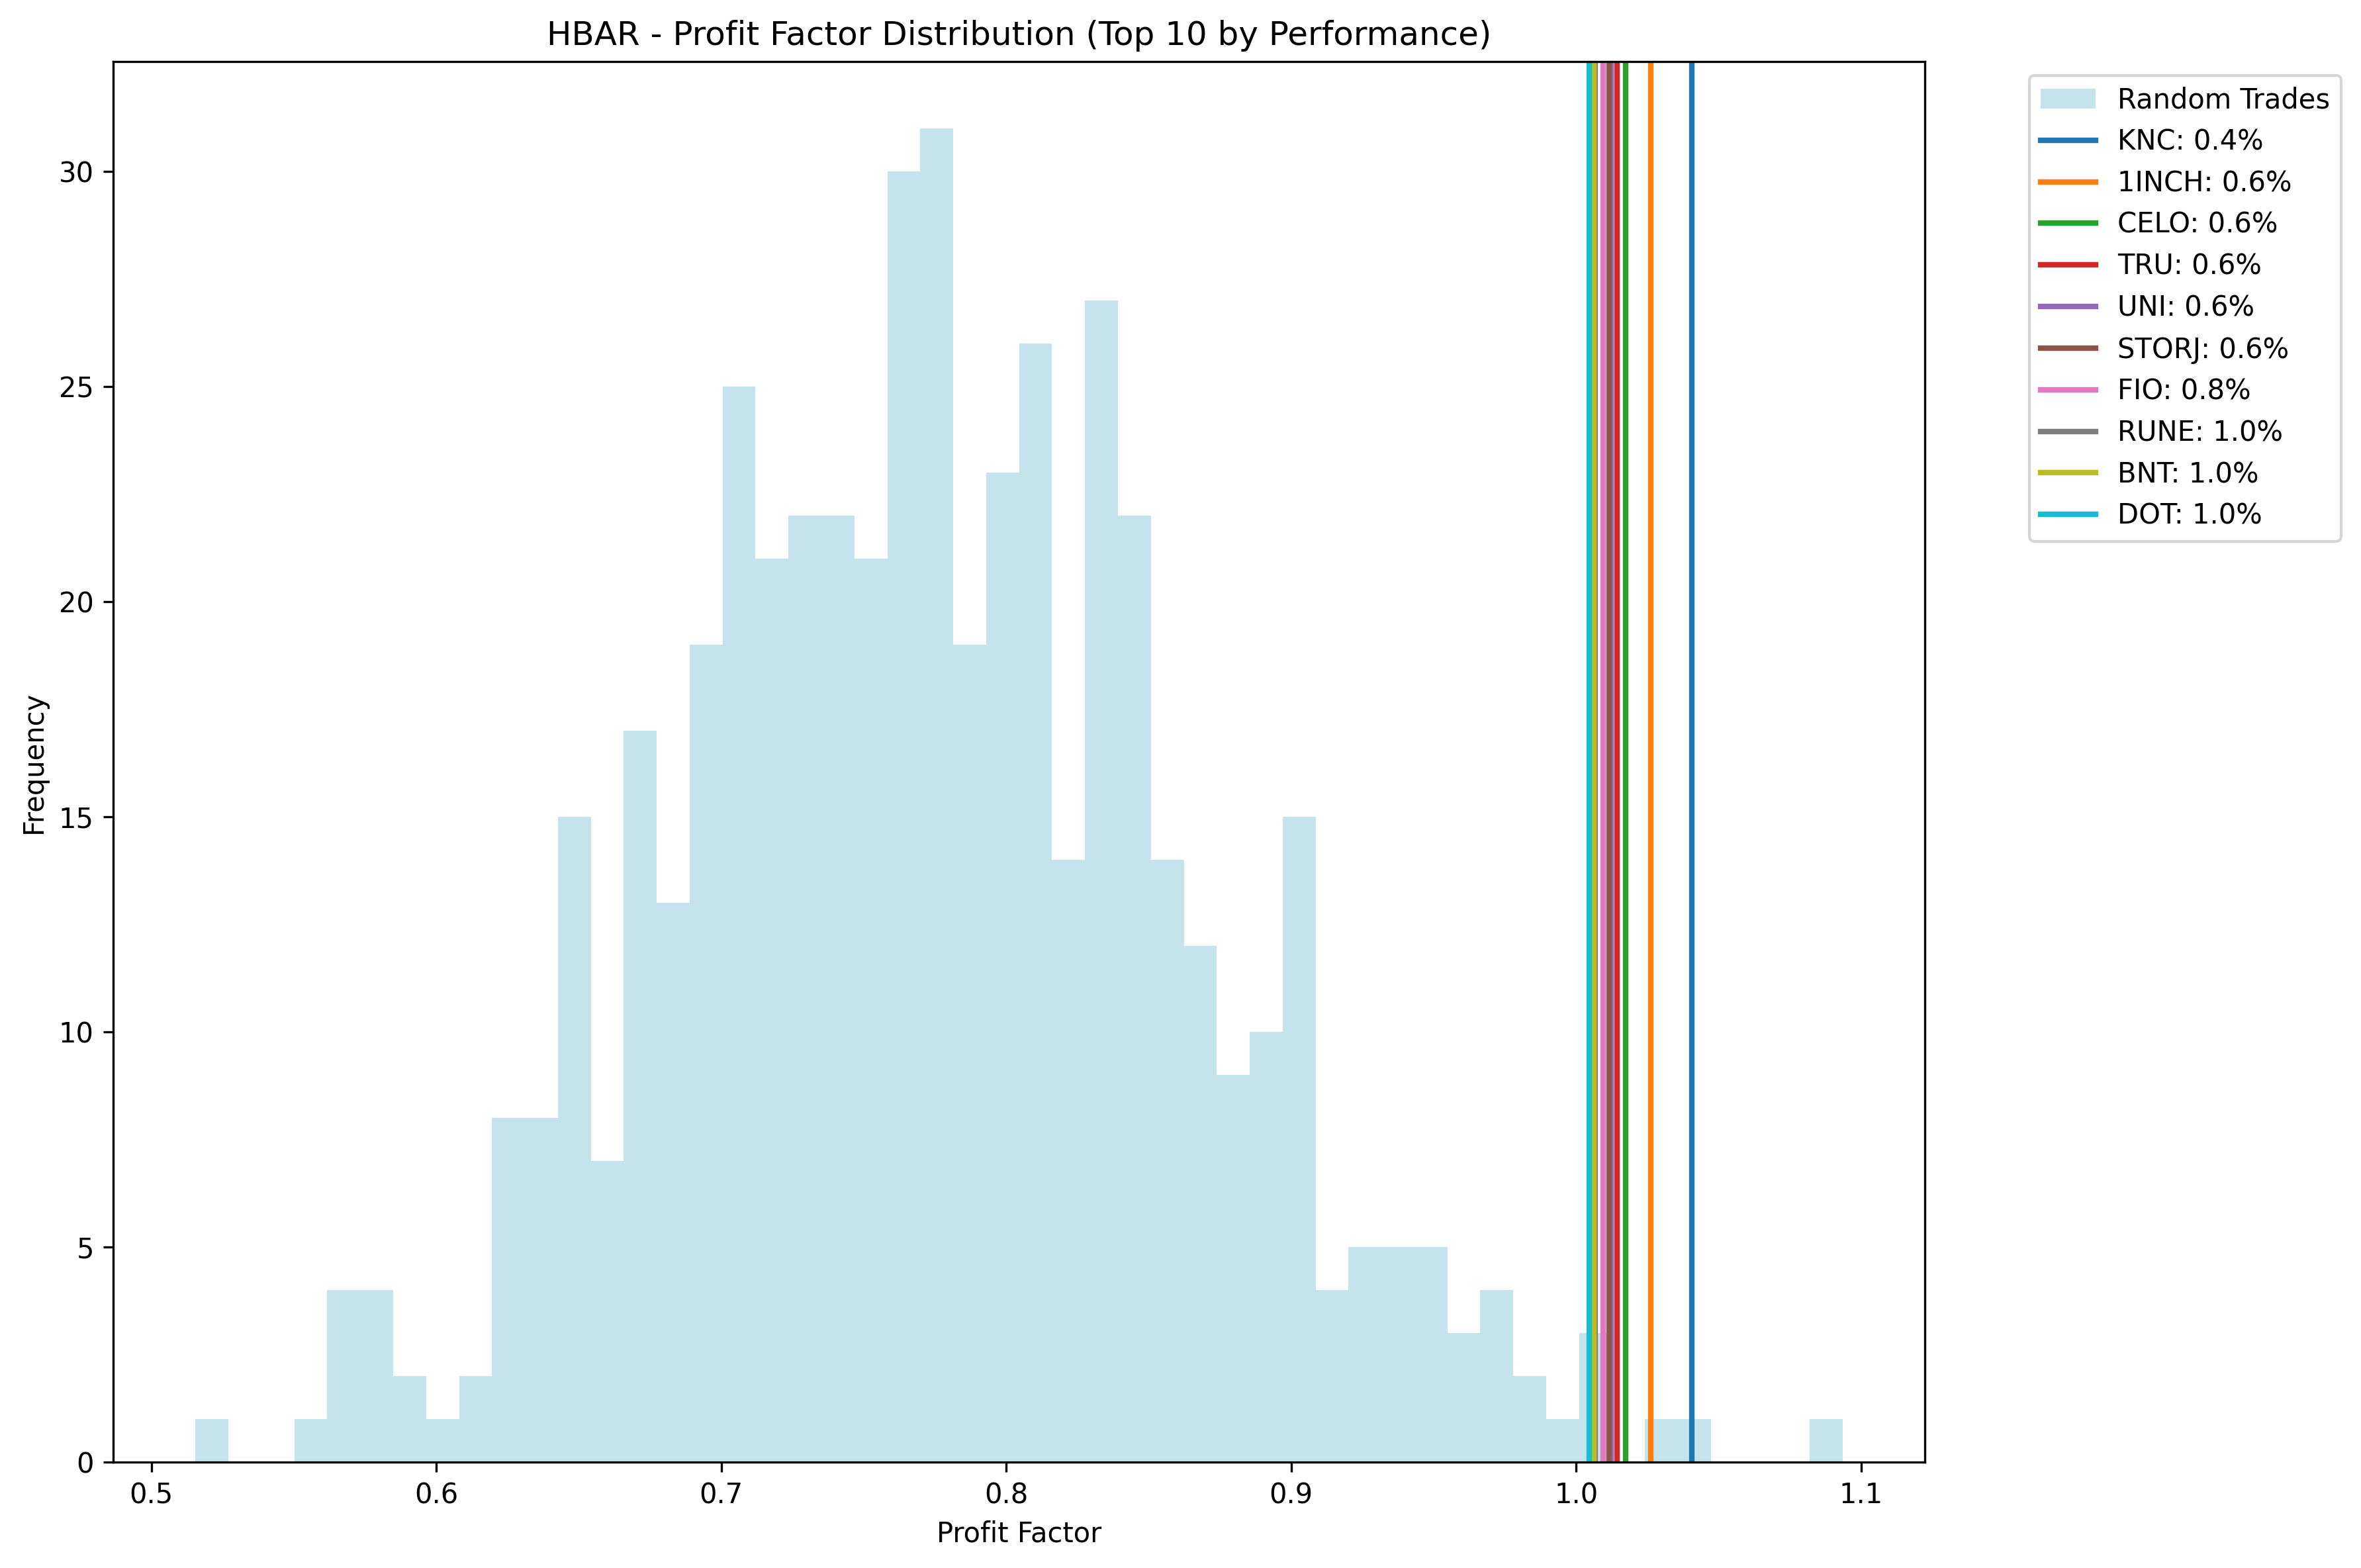 HBAR - Profit Factor Distribution (Top 10 by Performance)
Frequency
30
25
20
15
10
5
0
0.5 0.6 0.7 0.8 0.9 1.0 1.1
Profit Factor
Random Trades
KNC: 0.4%
1INCH: 0.6%
CELO: 0.6%
TRU: 0.6%
UNI: 0.6%
STORJ: 0.6%
FIO: 0.8%
RUNE: 1.0%
BNT: 1.0%
DOT: 1.0%